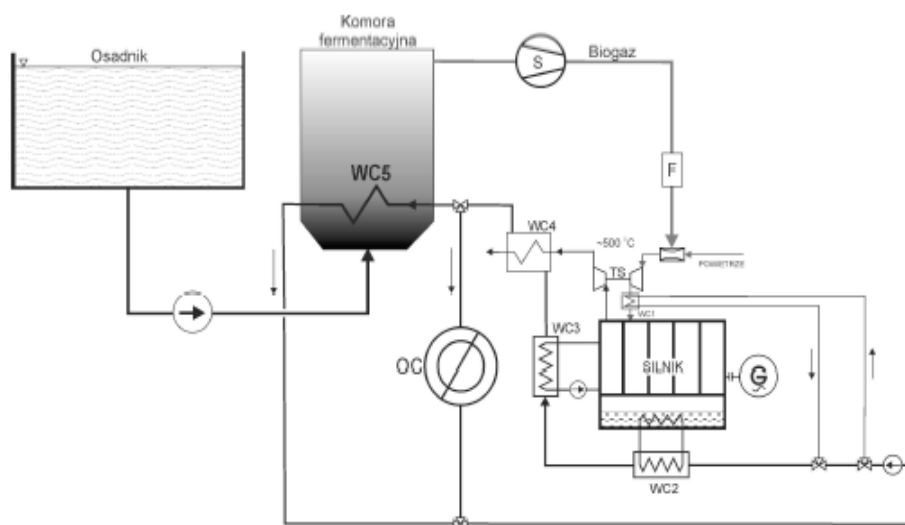 Komora
fermentacyjna
Osadnik
S
Biogaz
WC5
F
WC4
~500 °C
TS
POWIETRZE
WC1
WC3
OC
SILNIK
G
WC2